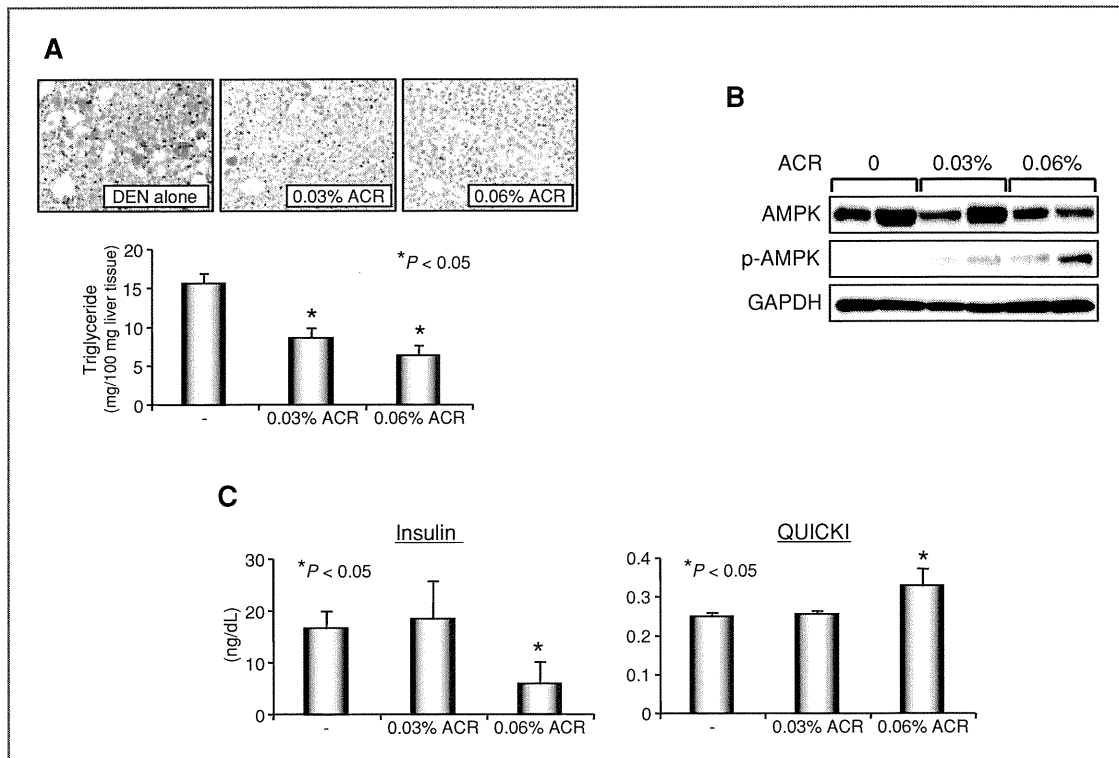 A
DEN alone
0.03% ACR
0.06% ACR
Triglyceride
(mg/100 mg liver tissue)
20
15
10
5
0
*P < 0.05
*
*
-
0.03% ACR
0.06% ACR
B
ACR 0 0.03% 0.06%
AMPK
p-AMPK
GAPDH
C
Insulin
(ng/dL)
30
20
10
0
*P < 0.05
*
-
0.03% ACR
0.06% ACR
QUICKI
0.4
0.3
0.2
0.1
0
*P < 0.05
*
-
0.03% ACR
0.06% ACR